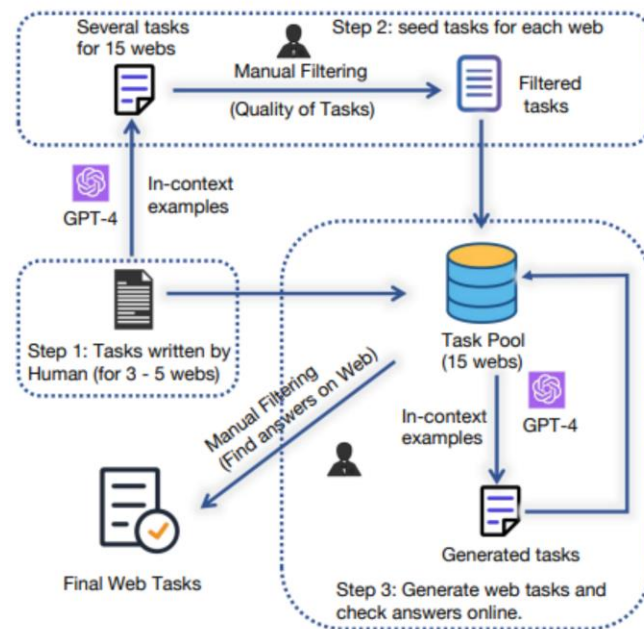 Several tasks
for 15 webs
Step 2: seed tasks for each web
Manual Filtering
(Quality of Tasks)
Filtered
tasks
GPT-4
In-context
examples
Step 1: Tasks written by
Human (for 3 - 5 webs)
Task Pool
(15 webs)
Manual Filtering
(Find answers on Web)
In-context
examples
GPT-4
Generated tasks
Final Web Tasks
Step 3: Generate web tasks and
check answers online.